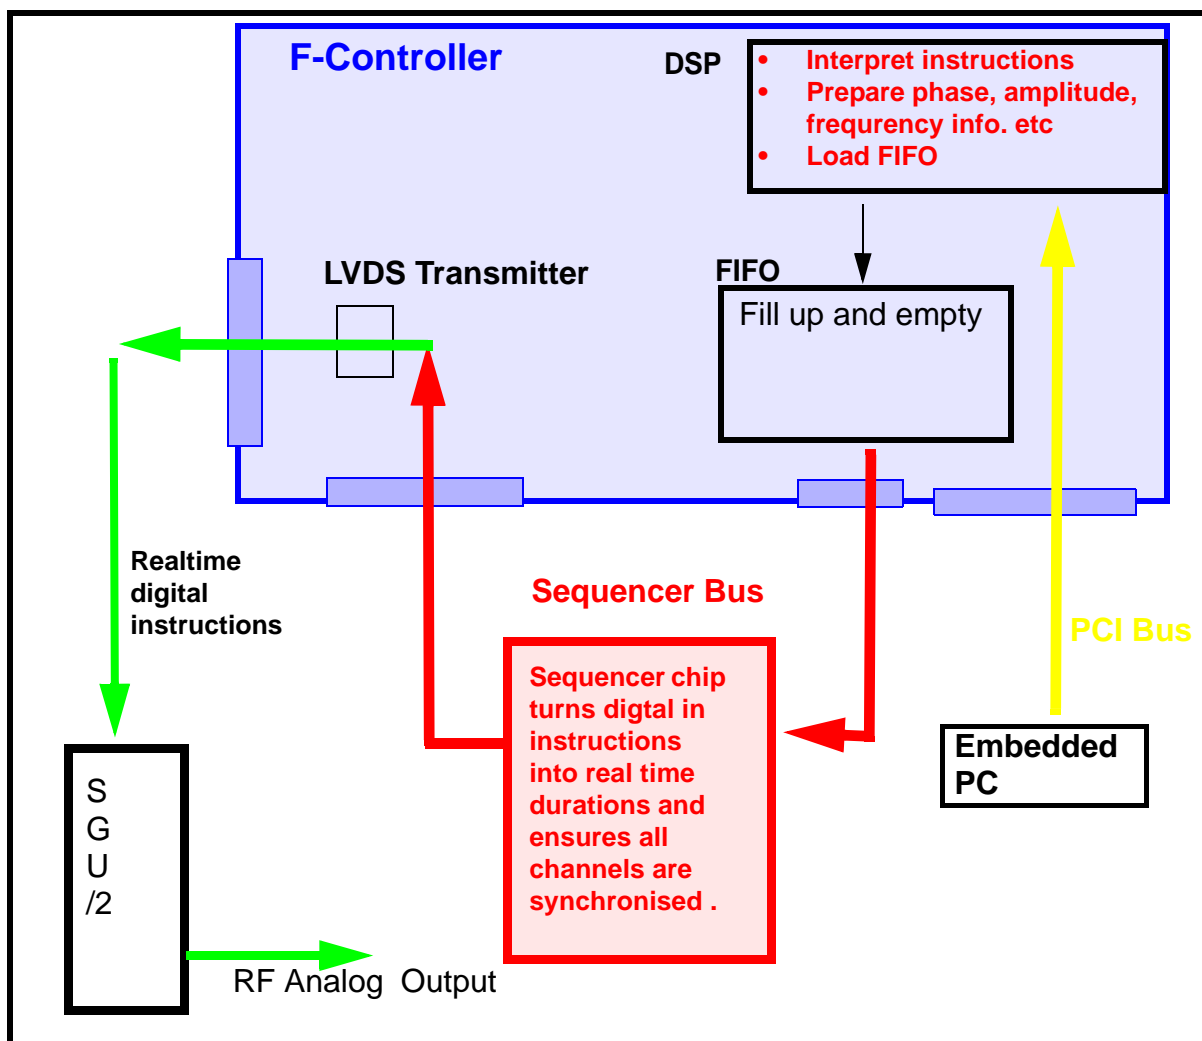 F-Controller
DSP
• Interpret instructions
• Prepare phase, amplitude,
frequrency info. etc
• Load FIFO
LVDS Transmitter
FIFO
Fill up and empty
Realtime
digital
instructions
Sequencer Bus
PCI Bus
Sequencer chip
turns digtal in
instructions
into real time
durations and
ensures all
channels are
synchronised .
Embedded
PC
S
G
U
/2
RF Analog Output